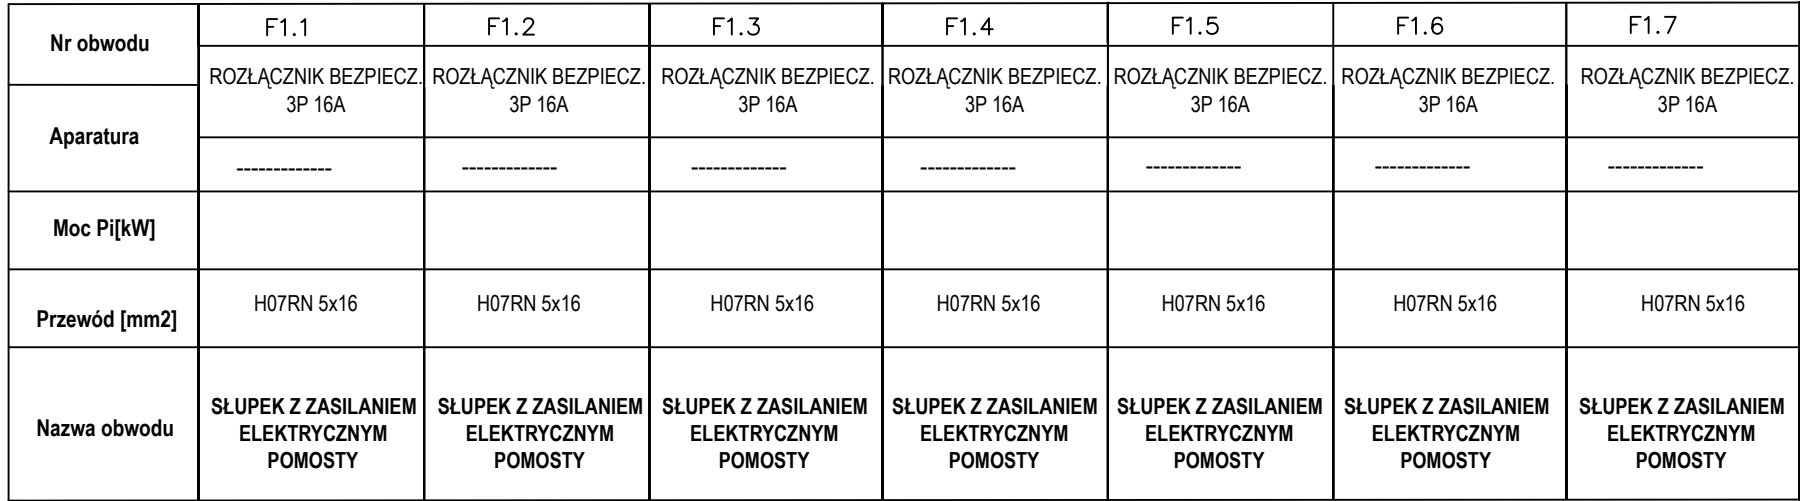 Nr obwodu F1.1 F1.2 F1.3 F1.4 F1.5 F1.6 F1.7
Aparatura
ROZŁĄCZNIK BEZPIECZ. ROZŁĄCZNIK BEZPIECZ. ROZŁĄCZNIK BEZPIECZ. ROZŁĄCZNIK BEZPIECZ. ROZŁĄCZNIK BEZPIECZ. ROZŁĄCZNIK BEZPIECZ. ROZŁĄCZNIK BEZPIECZ.
3P 16A 3P 16A 3P 16A 3P 16A 3P 16A 3P 16A 3P 16A
------------- ------------- ------------- ------------- ------------- ------------- -------------
Moc Pi[kW]
Przewód [mm2] H07RN 5x16 H07RN 5x16 H07RN 5x16 H07RN 5x16 H07RN 5x16 H07RN 5x16 H07RN 5x16
Nazwa obwodu
SŁUPEK Z ZASILANIEM SŁUPEK Z ZASILANIEM SŁUPEK Z ZASILANIEM SŁUPEK Z ZASILANIEM SŁUPEK Z ZASILANIEM SŁUPEK Z ZASILANIEM SŁUPEK Z ZASILANIEM
ELEKTRYCZNYM ELEKTRYCZNYM ELEKTRYCZNYM ELEKTRYCZNYM ELEKTRYCZNYM ELEKTRYCZNYM ELEKTRYCZNYM
POMOSTY POMOSTY POMOSTY POMOSTY POMOSTY POMOSTY POMOSTY